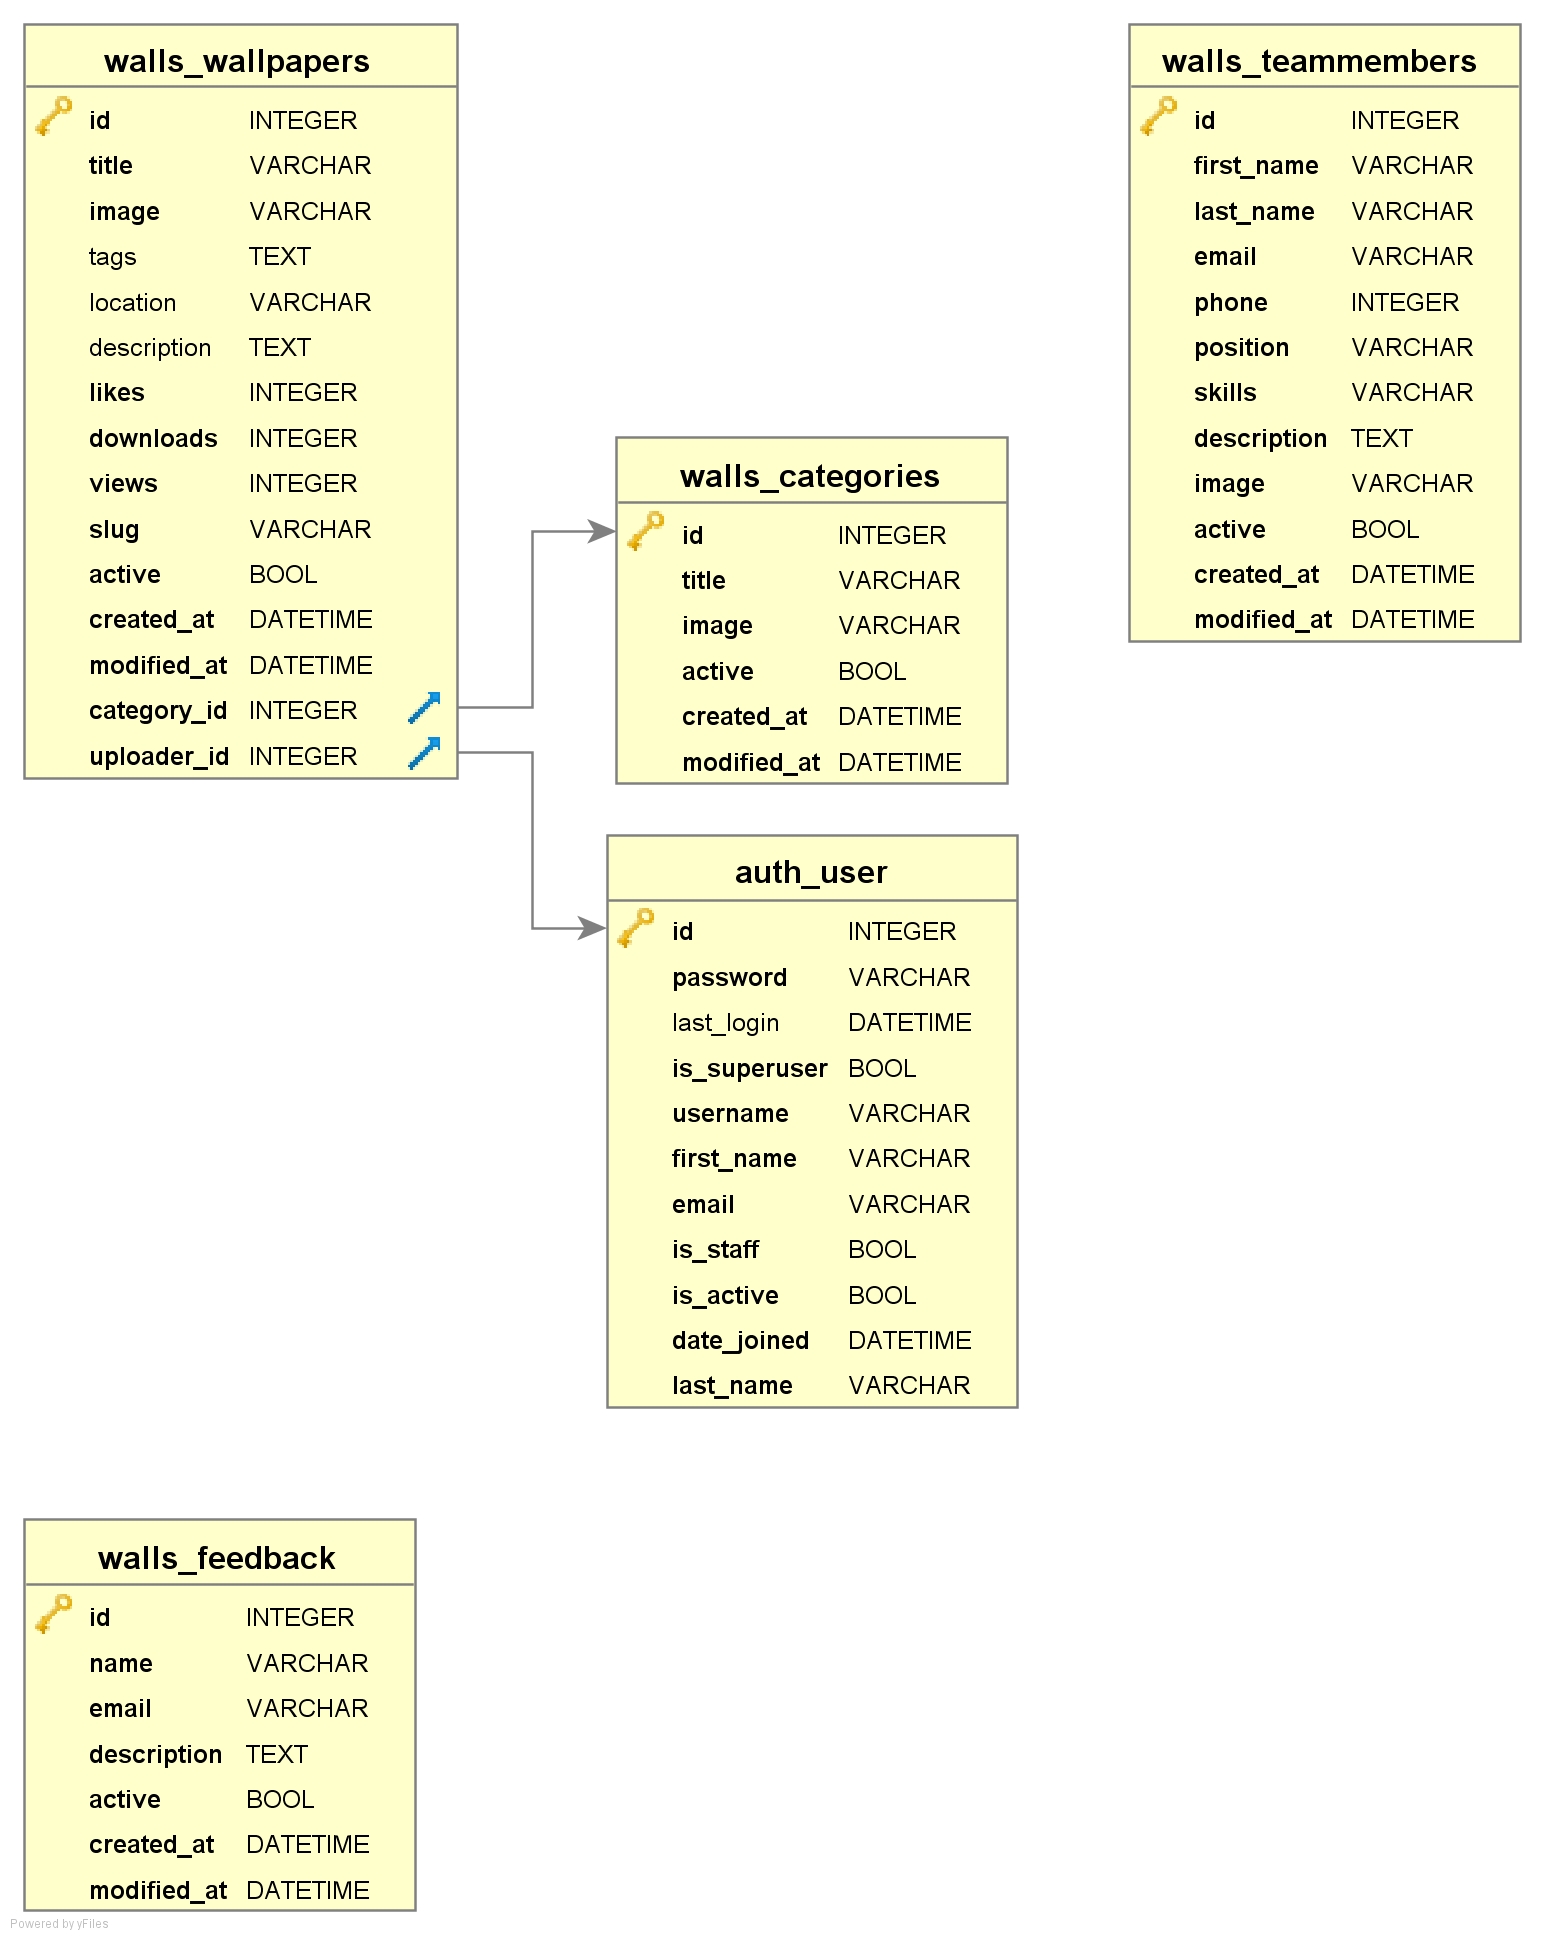 walls_wallpapers
id INTEGER
title VARCHAR
image VARCHAR
tags TEXT
location VARCHAR
description TEXT
likes INTEGER
downloads INTEGER
views INTEGER
slug VARCHAR
active BOOL
created_at DATETIME
modified_at DATETIME
category_id INTEGER
uploader_id INTEGER
walls_categories
id INTEGER
title VARCHAR
image VARCHAR
active BOOL
created_at DATETIME
modified_at DATETIME
walls_teammembers
id INTEGER
first_name VARCHAR
last_name VARCHAR
email VARCHAR
phone INTEGER
position VARCHAR
skills VARCHAR
description TEXT
image VARCHAR
active BOOL
created_at DATETIME
modified_at DATETIME
auth_user
id INTEGER
password VARCHAR
last_login DATETIME
is_superuser BOOL
username VARCHAR
first_name VARCHAR
email VARCHAR
is_staff BOOL
is_active BOOL
date_joined DATETIME
last_name VARCHAR
walls_feedback
id INTEGER
name VARCHAR
email VARCHAR
description TEXT
active BOOL
created_at DATETIME
modified_at DATETIME
Powered by yFiles